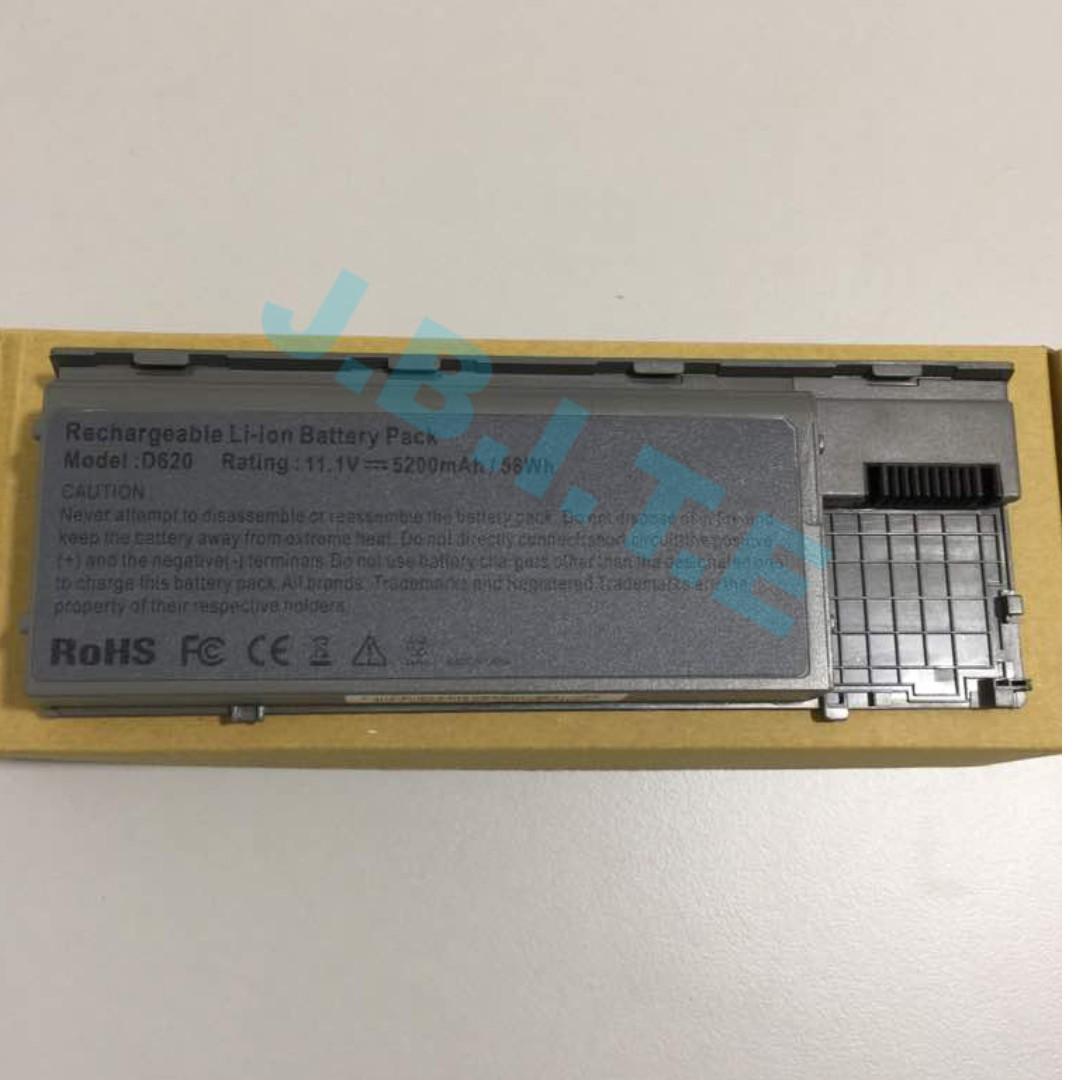 Rechargeable Li-ion Battery Pack
Model :D620 Rating : 11.1V 5200mAh / 56Wh
CAUTION :
Never attempt to disassemble or reassemble the battery pack. Do not dispose of in fire and
keep the battery away from extreme heat. Do not directly connect short circuit the positive
(+) and the negative(-) terminars. Do not use battery chargers other than the designated one
to charge this battery pack. All brands, Trademarks and Registered Trademarks are the
property of their respective holders.
RoHS FC CE
J.B.I.T.E